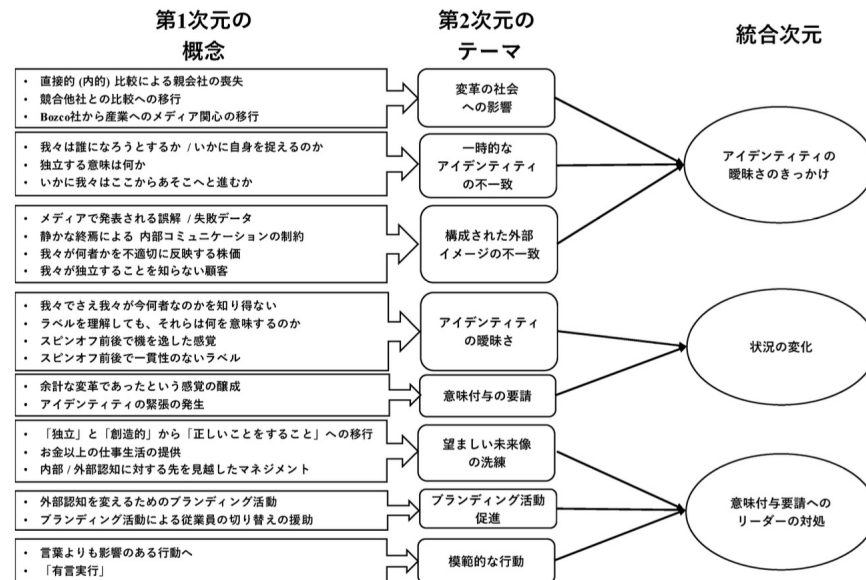 第1次元の
概念
第2次元の
テーマ
統合次元
• 直接的 (内的) 比較による親会社の喪失
• 競合他社との比較への移行
• Bozco社から産業へのメディア関心の移行
変革の社会
への影響
• 我々は誰になろうとするか / いかに自身を捉えるのか
• 独立する意味は何か
• いかに我々はここからあそこへと進むか
一時的な
アイデンティティ
の不一致
アイデンティティの
曖昧さのきっかけ
• メディアで発表される誤解 / 失敗データ
• 静かな終焉による 内部コミュニケーションの制約
• 我々が何者かを不適切に反映する株価
• 我々が独立することを知らない顧客
構成された外部
イメージの不一致
• 我々でさえ我々が今何者なのかを知り得ない
• ラベルを理解しても、それらは何を意味するのか
• スピンオフ前後で機を逸した感覚
• スピンオフ前後で一貫性のないラベル
アイデンティティ
の曖昧さ
状況の変化
• 余計な変革であったという感覚の醸成
• アイデンティティの緊張の発生
意味付与の要請
• 「独立」と「創造的」から「正しいことをすること」への移行
• お金以上の仕事生活の提供
• 内部 / 外部認知に対する先を見越したマネジメント
望ましい未来像
の洗練
• 外部認知を変えるためのブランディング活動
• ブランディング活動による従業員の切り替えの援助
ブランディング活動
促進
意味付与要請への
リーダーの対処
• 言葉よりも影響のある行動へ
• 「有言実行」
模範的な行動